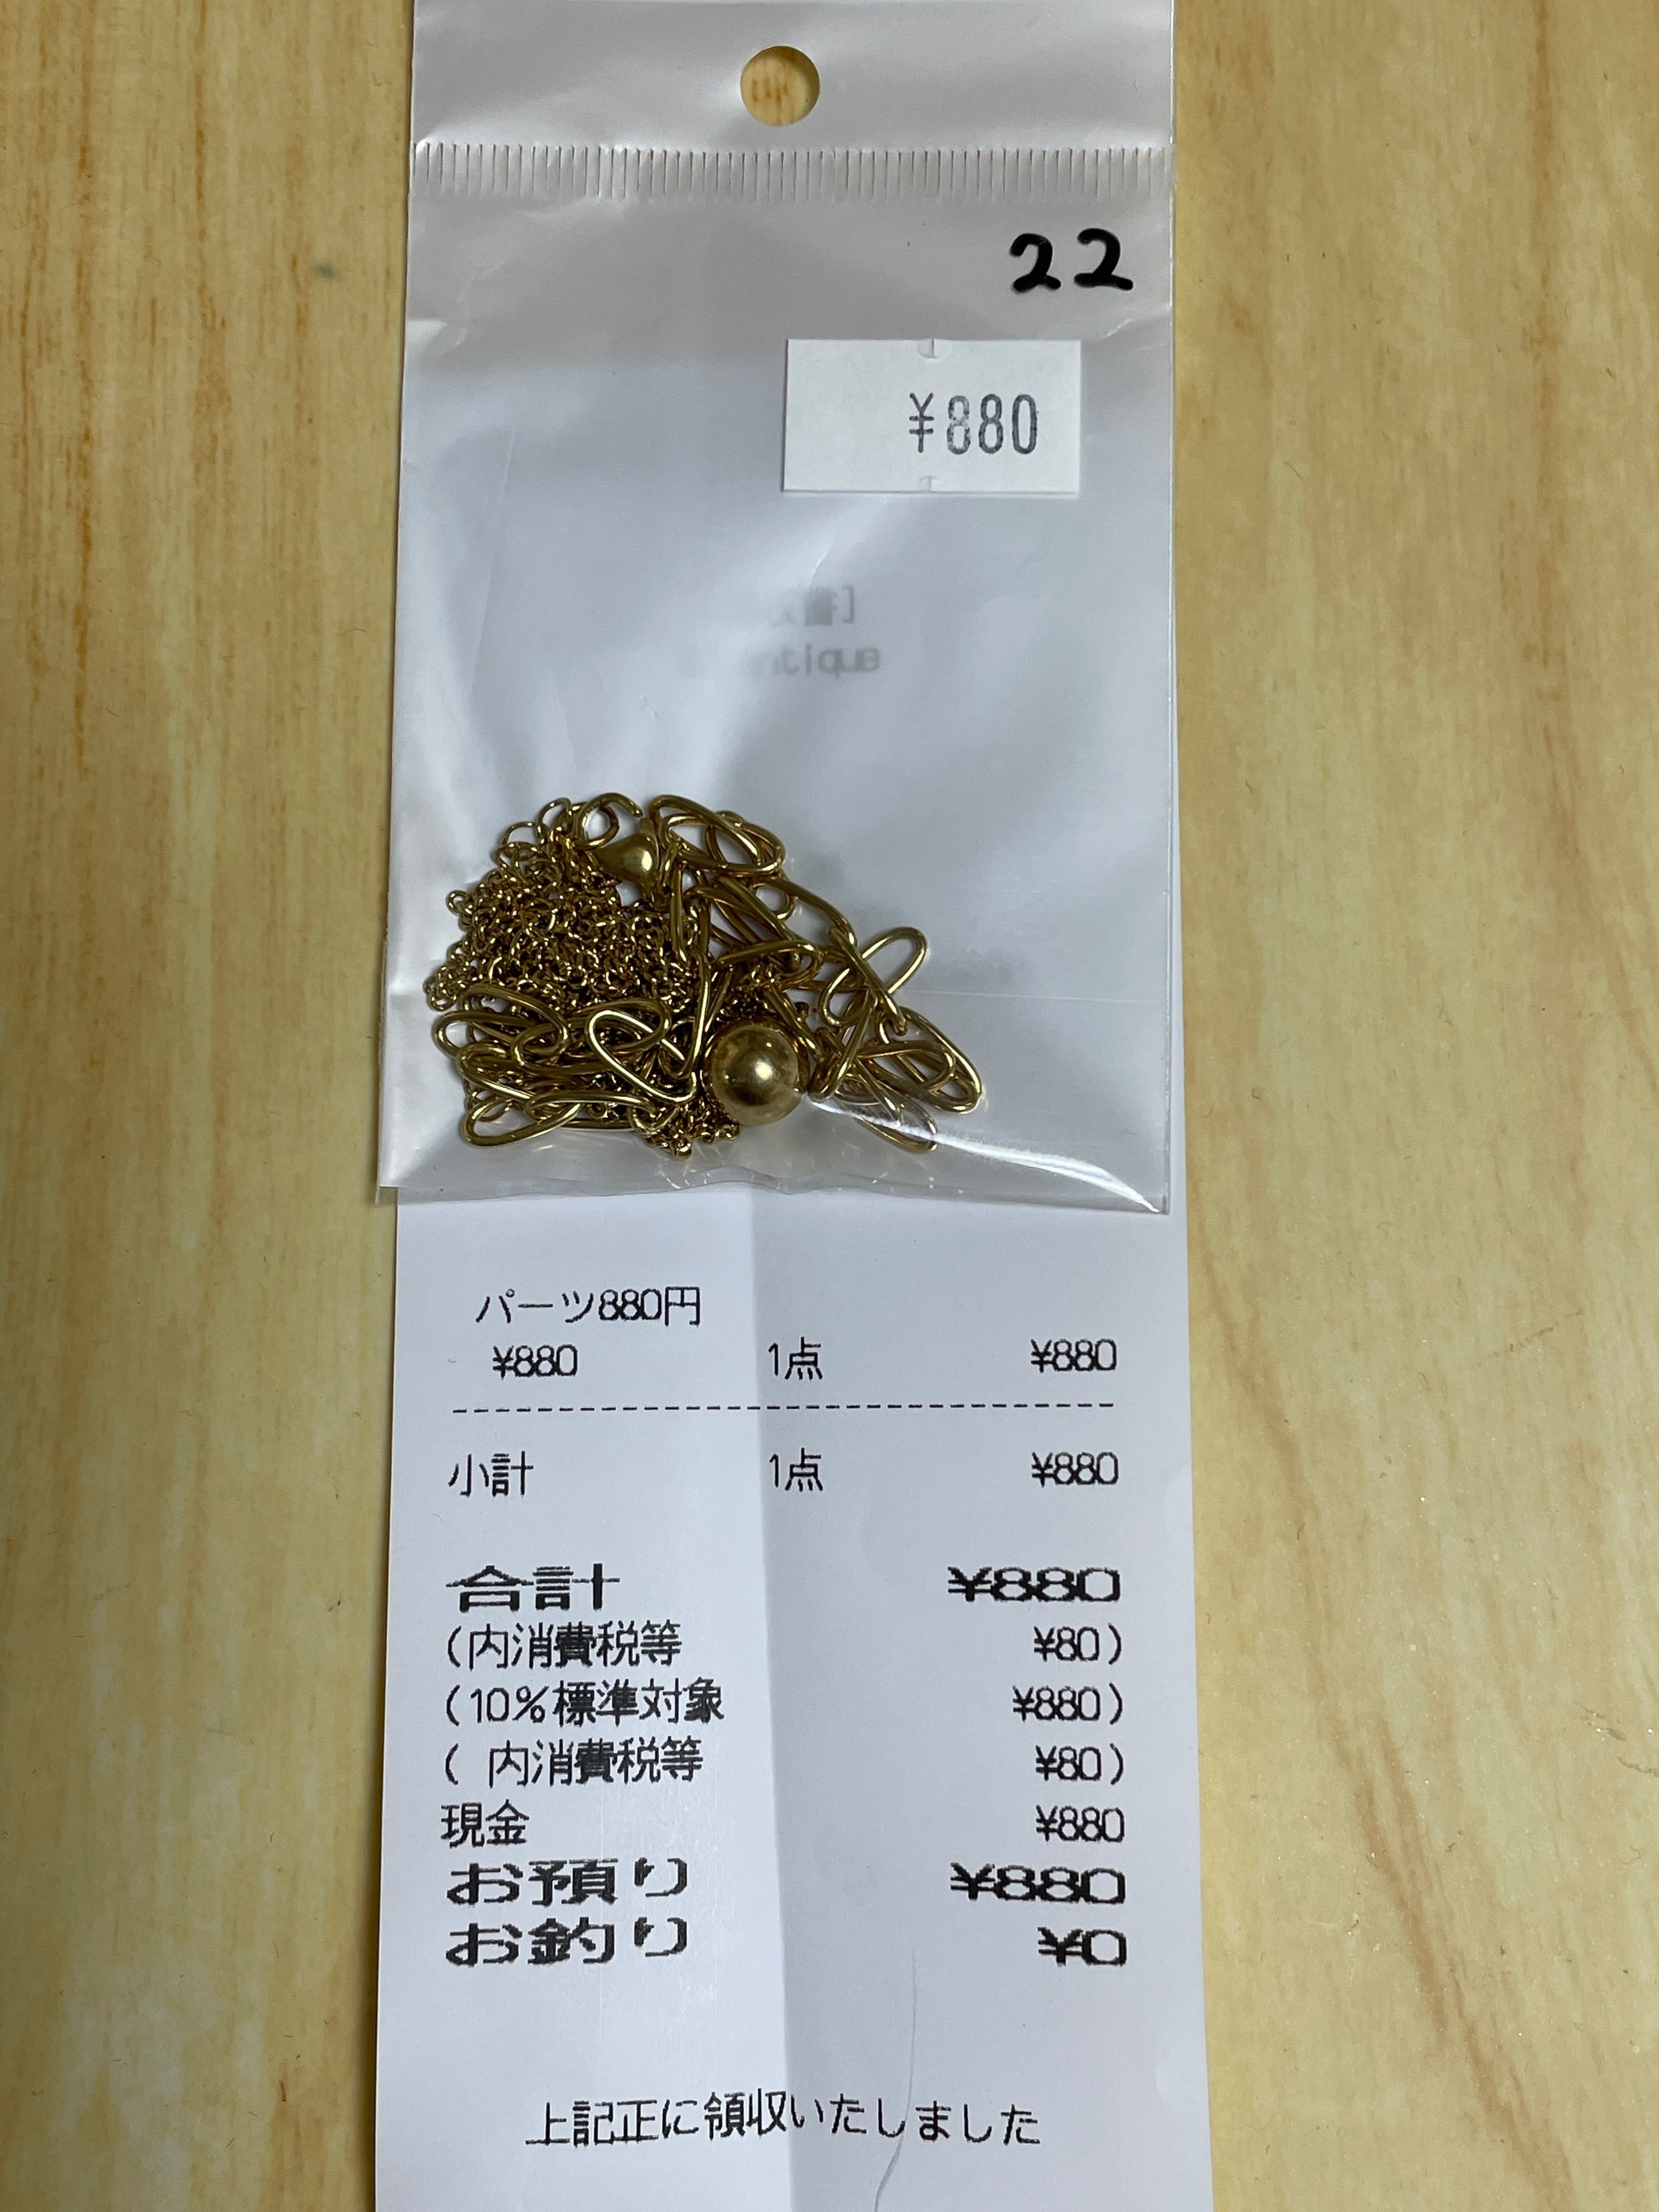 22
¥880
パーツ880円
¥880 1点 ¥880
小計 1点 ¥880
合計 ¥880
(内消費税等 ¥80)
(10%標準対象 ¥880)
( 内消費税等 ¥80)
現金 ¥880
お預り ¥880
お釣り ¥0
上記正に領収いたしました